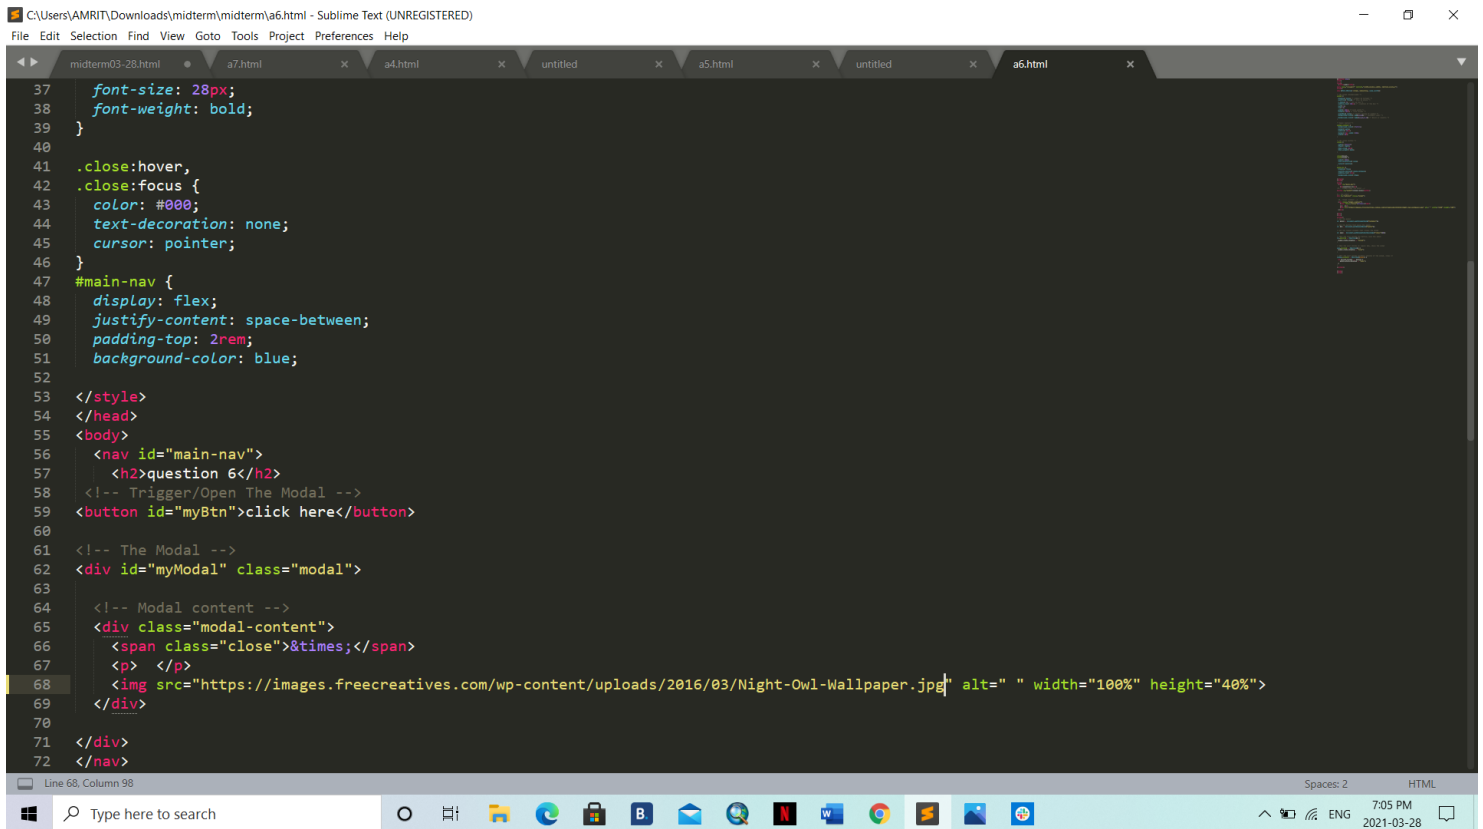 C:\Users\AMRIT\Downloads\midterm\midterm\a6.html - Sublime Text (UNREGISTERED)
File Edit Selection Find View Goto Tools Project Preferences Help
midterm03-28.html a7.html a4.html untitled a5.html untitled a6.html
37 font-size: 28px;
38 font-weight: bold;
39 }
40
41 .close:hover,
42 .close:focus {
43 color: #000;
44 text-decoration: none;
45 cursor: pointer;
46 }
47 #main-nav {
48 display: flex;
49 justify-content: space-between;
50 padding-top: 2rem;
51 background-color: blue;
52
53 </style>
54 </head>
55 <body>
56 <nav id="main-nav">
57 <h2>question 6</h2>
58 <!-- Trigger/Open The Modal -->
59 <button id="myBtn">click here</button>
60
61 <!-- The Modal -->
62 <div id="myModal" class="modal">
63
64 <!-- Modal content -->
65 <div class="modal-content">
66 <span class="close">&times;</span>
67 <p>  </p>
68 <img src="https://images.freecreatives.com/wp-content/uploads/2016/03/Night-Owl-Wallpaper.jpg" alt=" " width="100%" height="40%">
69 </div>
70
71 </div>
72 </nav>
Line 68, Column 98 Spaces: 2 HTML
Type here to search B. N W S ENG 7:05 PM
2021-03-28